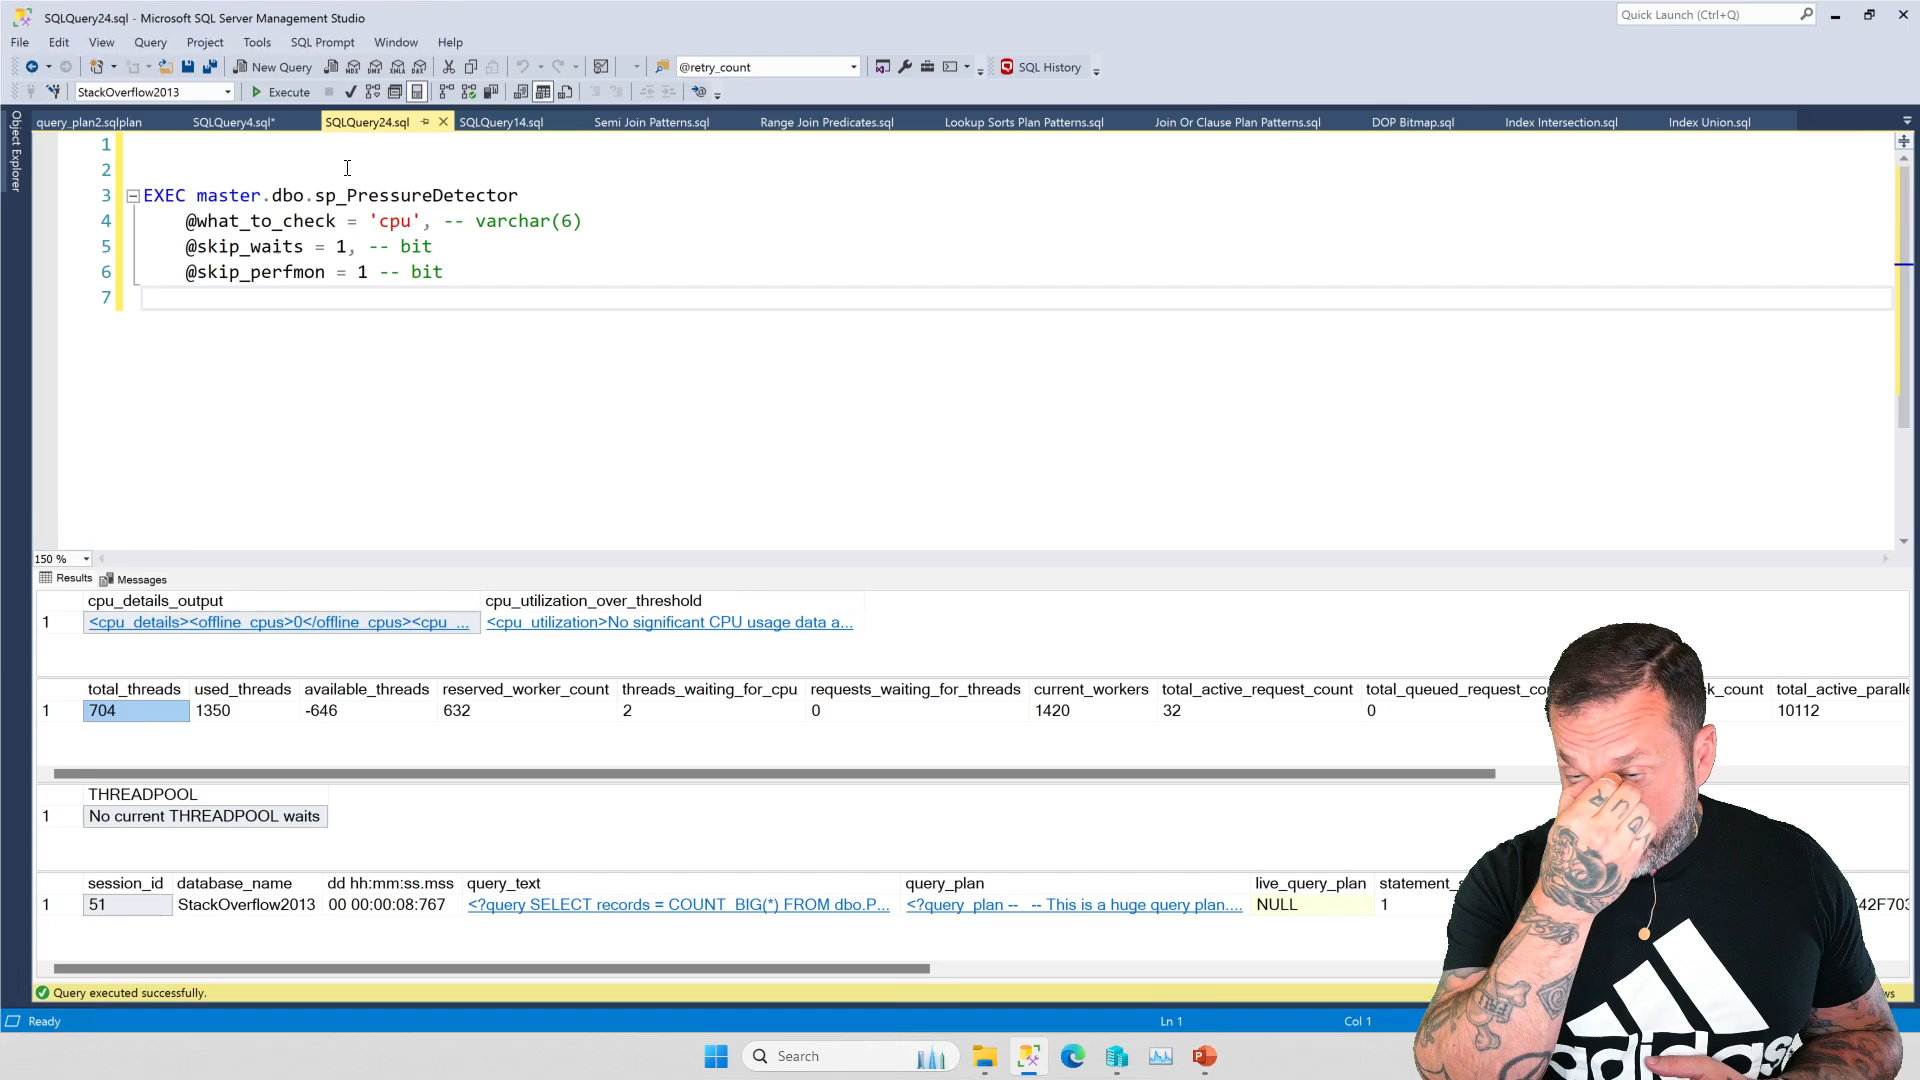 SQLQuery24.sql - Microsoft SQL Server Management Studio
Quick Launch (Ctrl+Q)
File Edit View Query Project Tools SQL Prompt Window Help
New Query MDX DMX XMLA DAX @retry_count SQL History
StackOverflow2013 Execute
query_plan2.sqlplan SQLQuery4.sql* SQLQuery24.sql SQLQuery14.sql Semi Join Patterns.sql Range Join Predicates.sql Lookup Sorts Plan Patterns.sql Join Or Clause Plan Patterns.sql DOP Bitmap.sql Index Intersection.sql Index Union.sql
Object Explorer
1
2
3 EXEC master.dbo.sp_PressureDetector
4 @what_to_check = 'cpu', -- varchar(6)
5 @skip_waits = 1, -- bit
6 @skip_perfmon = 1 -- bit
7
150 %
Results Messages
cpu_details_output cpu_utilization_over_threshold
1 <cpu_details><offline_cpus>0</offline_cpus><cpu_... <cpu_utilization>No significant CPU usage data a...
total_threads used_threads available_threads reserved_worker_count threads_waiting_for_cpu requests_waiting_for_threads current_workers total_active_request_count total_queued_request_co k_count total_active_paralle
1 704 1350 -646 632 2 0 1420 32 0 10112
THREADPOOL
1 No current THREADPOOL waits
session_id database_name dd hh:mm:ss.mss query_text query_plan live_query_plan statement_s
1 51 StackOverflow2013 00 00:00:08:767 <?query SELECT records = COUNT_BIG(*) FROM dbo.P... <?query_plan -- -- This is a huge query plan.... NULL 1 42F703
Query executed successfully. ws
Ready Ln 1 Col 1
Search
adidas